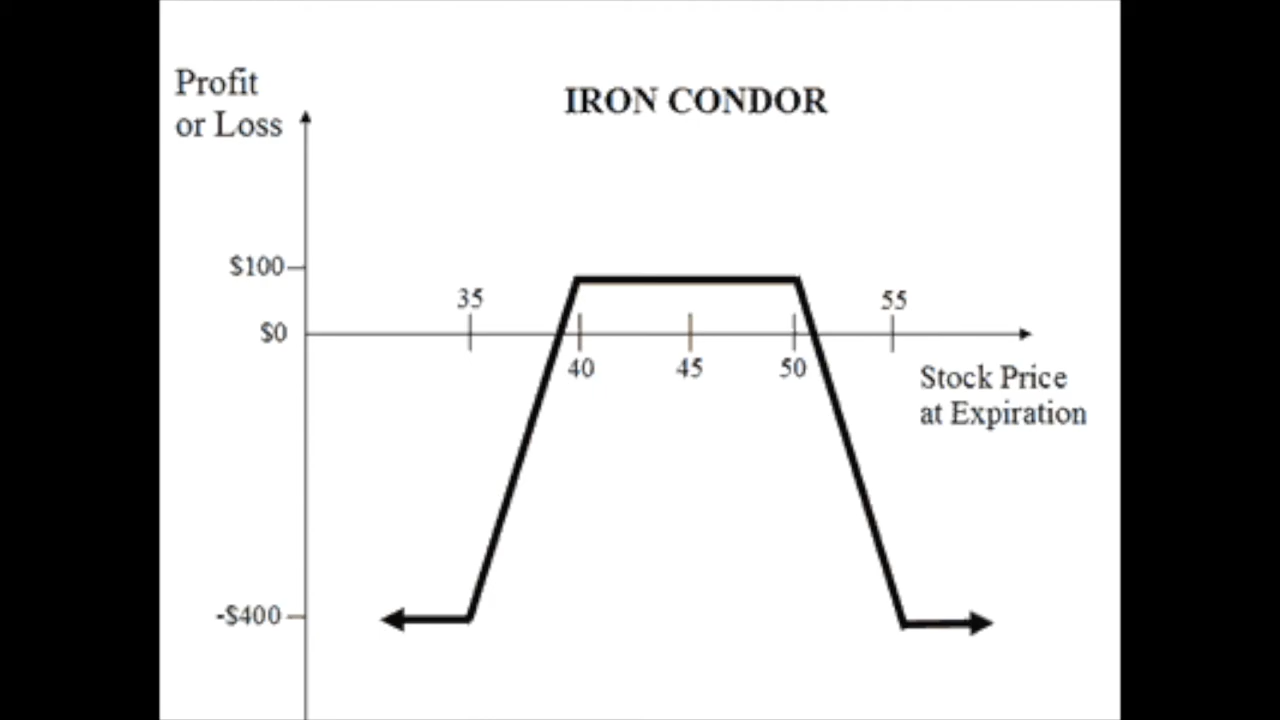 Profit
or Loss
IRON CONDOR
$100
35
55
$0
40
45
50
Stock Price
at Expiration
-$400